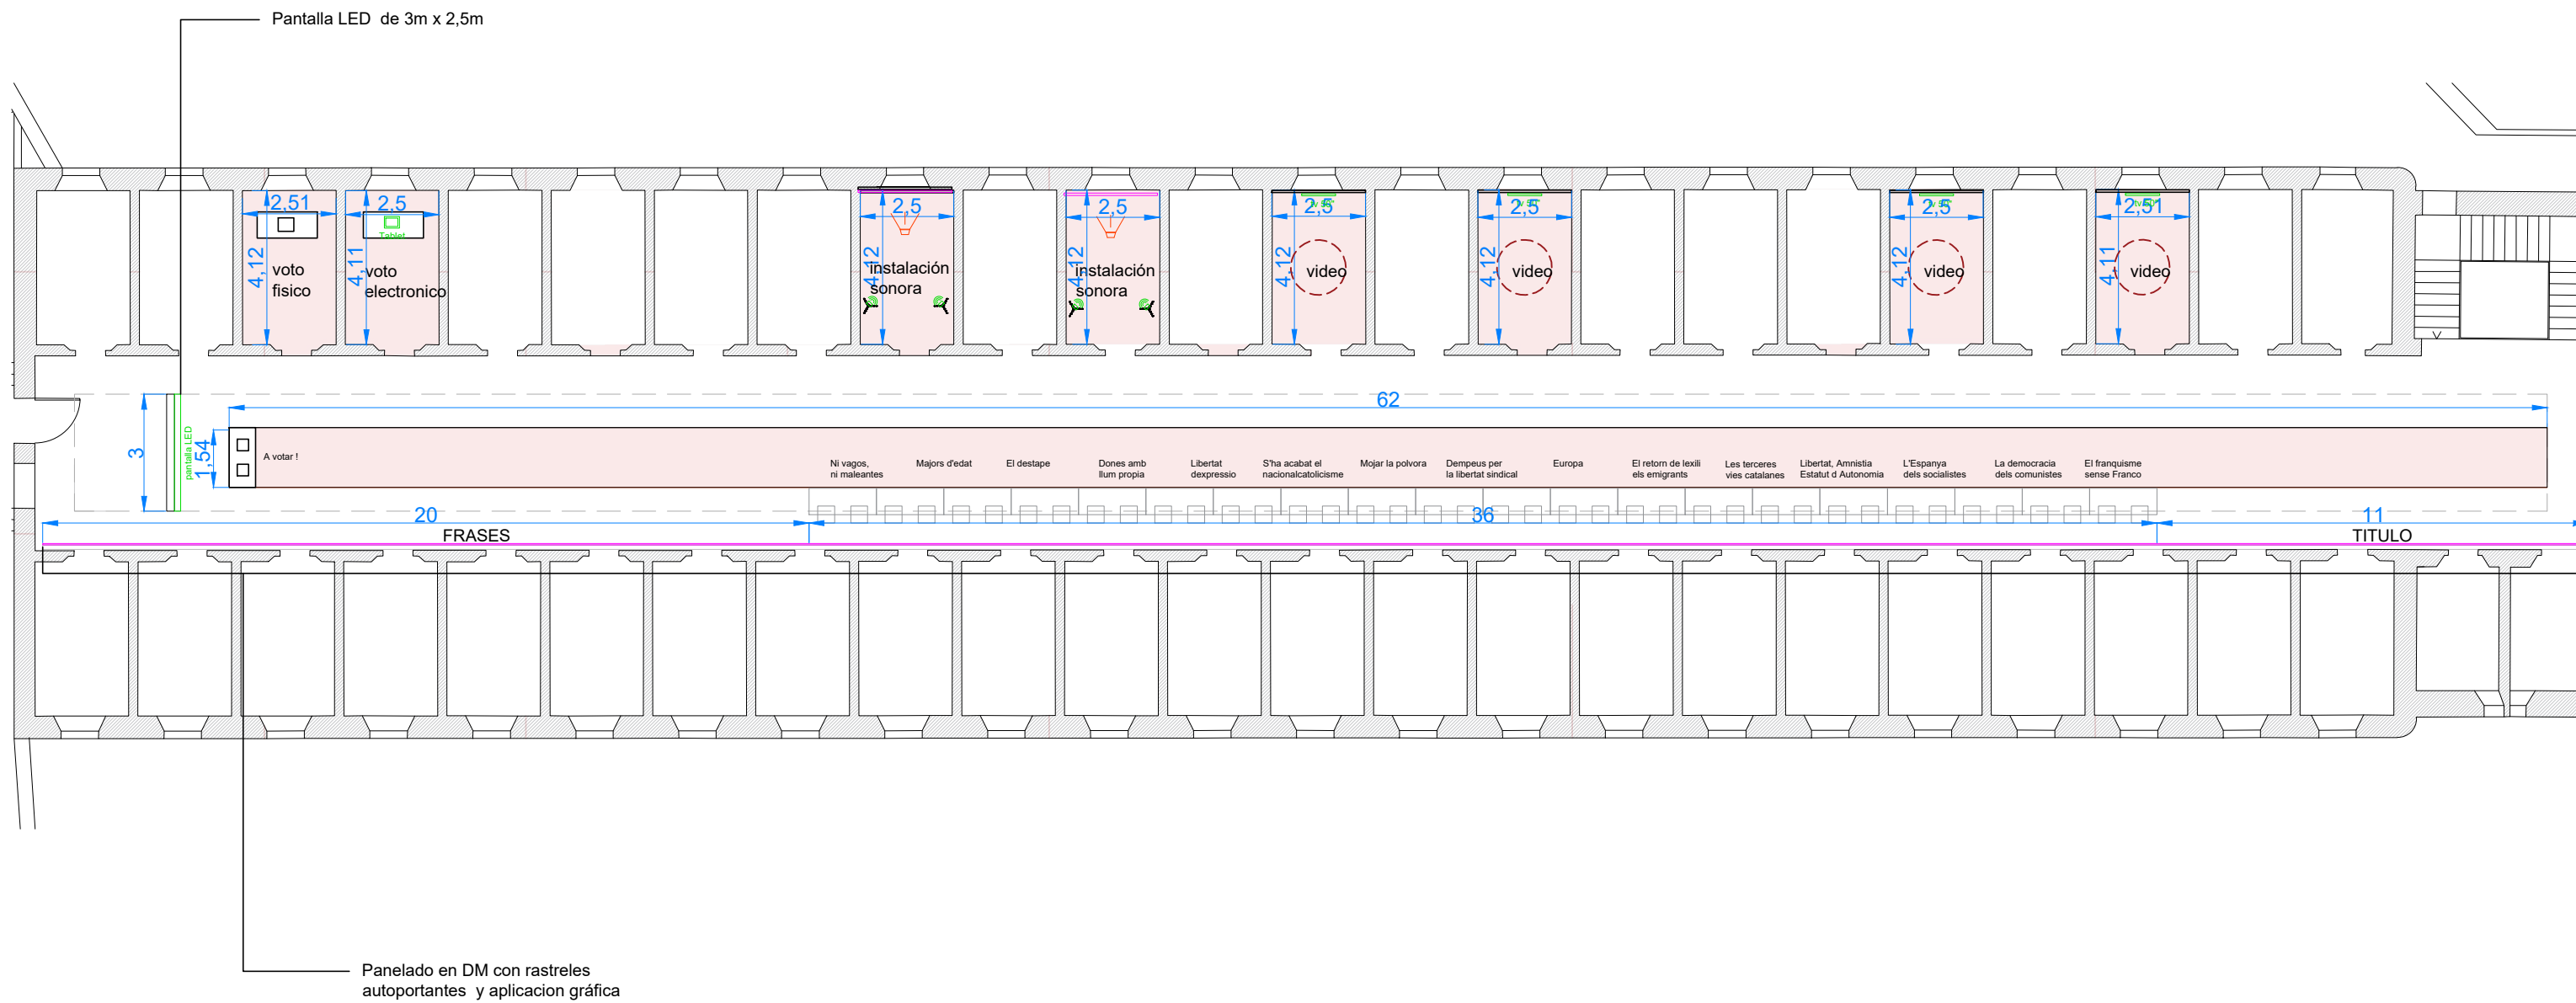 Pantalla LED de 3m x 2,5m
2,51
2,5
2,5
2,5
2,5
2,5
2,5
2,51
Tablet
4,12
4,11
4,12
4,12
4,12
4,12
4,12
4,11
voto
fisico
voto
electronico
instalación
sonora
instalación
sonora
video
video
video
video
62
3
pantalla LED
1,54
A votar !
Ni vagos,
ni maleantes
Majors d'edat
El destape
Dones amb
llum propia
Libertat
dexpressio
S'ha acabat el
nacionalcatolicisme
Mojar la polvora
Dempeus per
la libertat sindical
Europa
El retorn de lexili
els emigrants
Les terceres
vies catalanes
Libertat, Amnistia
Estatut d Autonomia
L'Espanya
dels socialistes
La democracia
dels comunistes
El franquisme
sense Franco
20
36
11
FRASES
TITULO
Panelado en DM con rastreles
autoportantes y aplicacion gráfica